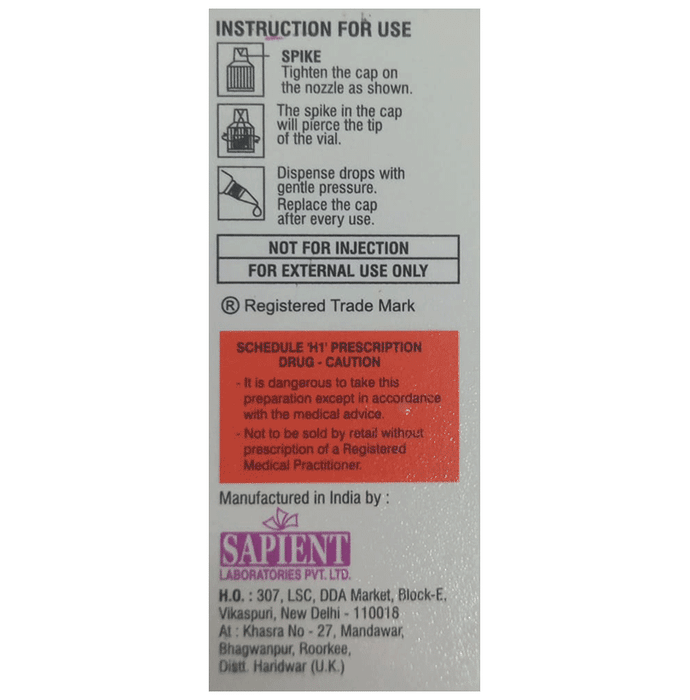 INSTRUCTION FOR USE
SPIKE
Tighten the cap on
the nozzle as shown.
The spike in the cap
will pierce the tip
of the vial.
Dispense drops with
gentle pressure.
Replace the cap
after every use.
NOT FOR INJECTION
FOR EXTERNAL USE ONLY
® Registered Trade Mark
SCHEDULE 'H1' PRESCRIPTION
DRUG - CAUTION
- It is dangerous to take this
preparation except in accordance
with the medical advice.
- Not to be sold by retail without
prescription of a Registered
Medical Practitioner.
Manufactured in India by :
SAPIENT
LABORATORIES PVT. LTD.
H.O. : 307, LSC, DDA Market, Block-E,
Vikaspuri, New Delhi - 110018
At : Khasra No - 27, Mandawar,
Bhagwanpur, Roorkee,
Distt. Haridwar (U.K.)